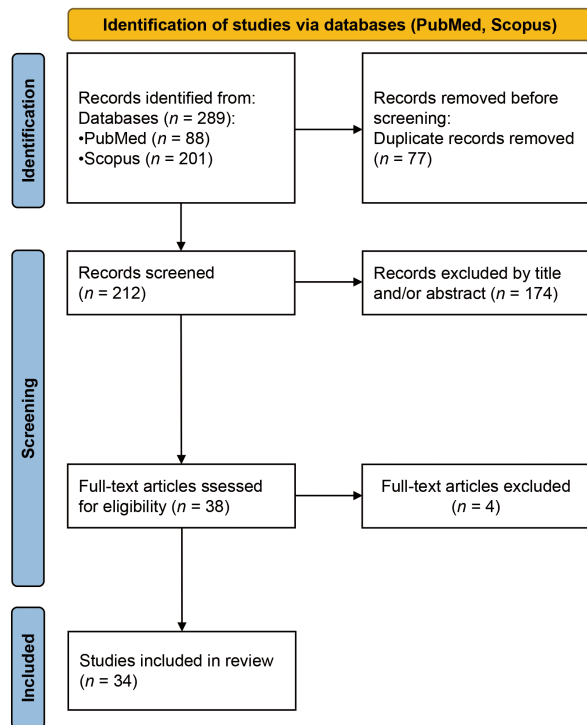 Identification of studies via databases (PubMed, Scopus)
Identification
Records identified from:
Databases (n = 289):
•PubMed (n = 88)
•Scopus (n = 201)
Records removed before
screening:
Duplicate records removed
(n = 77)
Screening
Records screened
(n = 212)
Records excluded by title
and/or abstract (n = 174)
Full-text articles ssessed
for eligibility (n = 38)
Full-text articles excluded
(n = 4)
Included
Studies included in review
(n = 34)